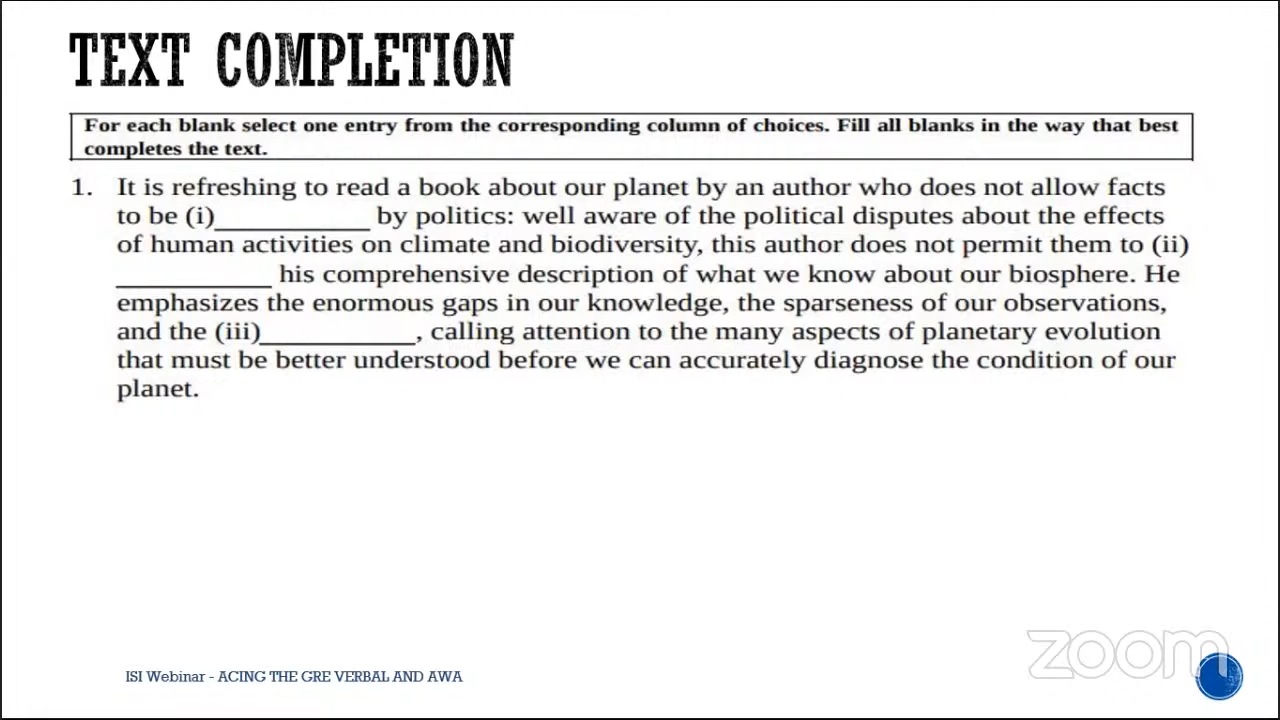 TEXT COMPLETION
For each blank select one entry from the corresponding column of choices. Fill all blanks in the way that best
completes the text.
1. It is refreshing to read a book about our planet by an author who does not allow facts
to be (i)___________ by politics: well aware of the political disputes about the effects
of human activities on climate and biodiversity, this author does not permit them to (ii)
___________ his comprehensive description of what we know about our biosphere. He
emphasizes the enormous gaps in our knowledge, the sparseness of our observations,
and the (iii)___________, calling attention to the many aspects of planetary evolution
that must be better understood before we can accurately diagnose the condition of our
planet.
zoom
ISI Webinar - ACING THE GRE VERBAL AND AWA